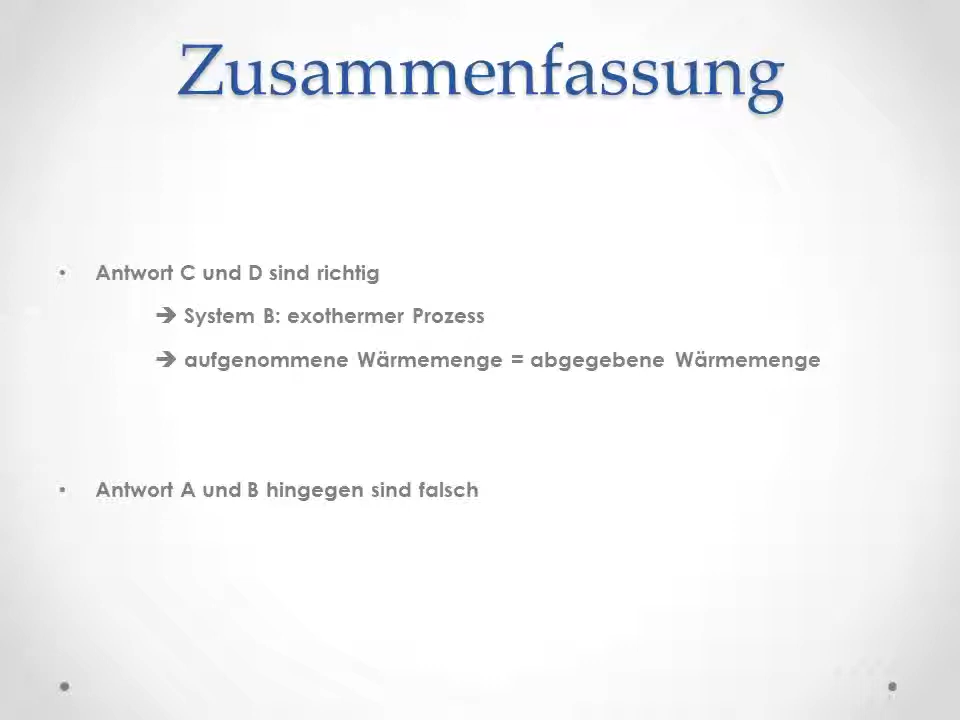 Zusammenfassung
• Antwort C und D sind richtig
➔ System B: exothermer Prozess
➔ aufgenommene Wärmemenge = abgegebene Wärmemenge
• Antwort A und B hingegen sind falsch